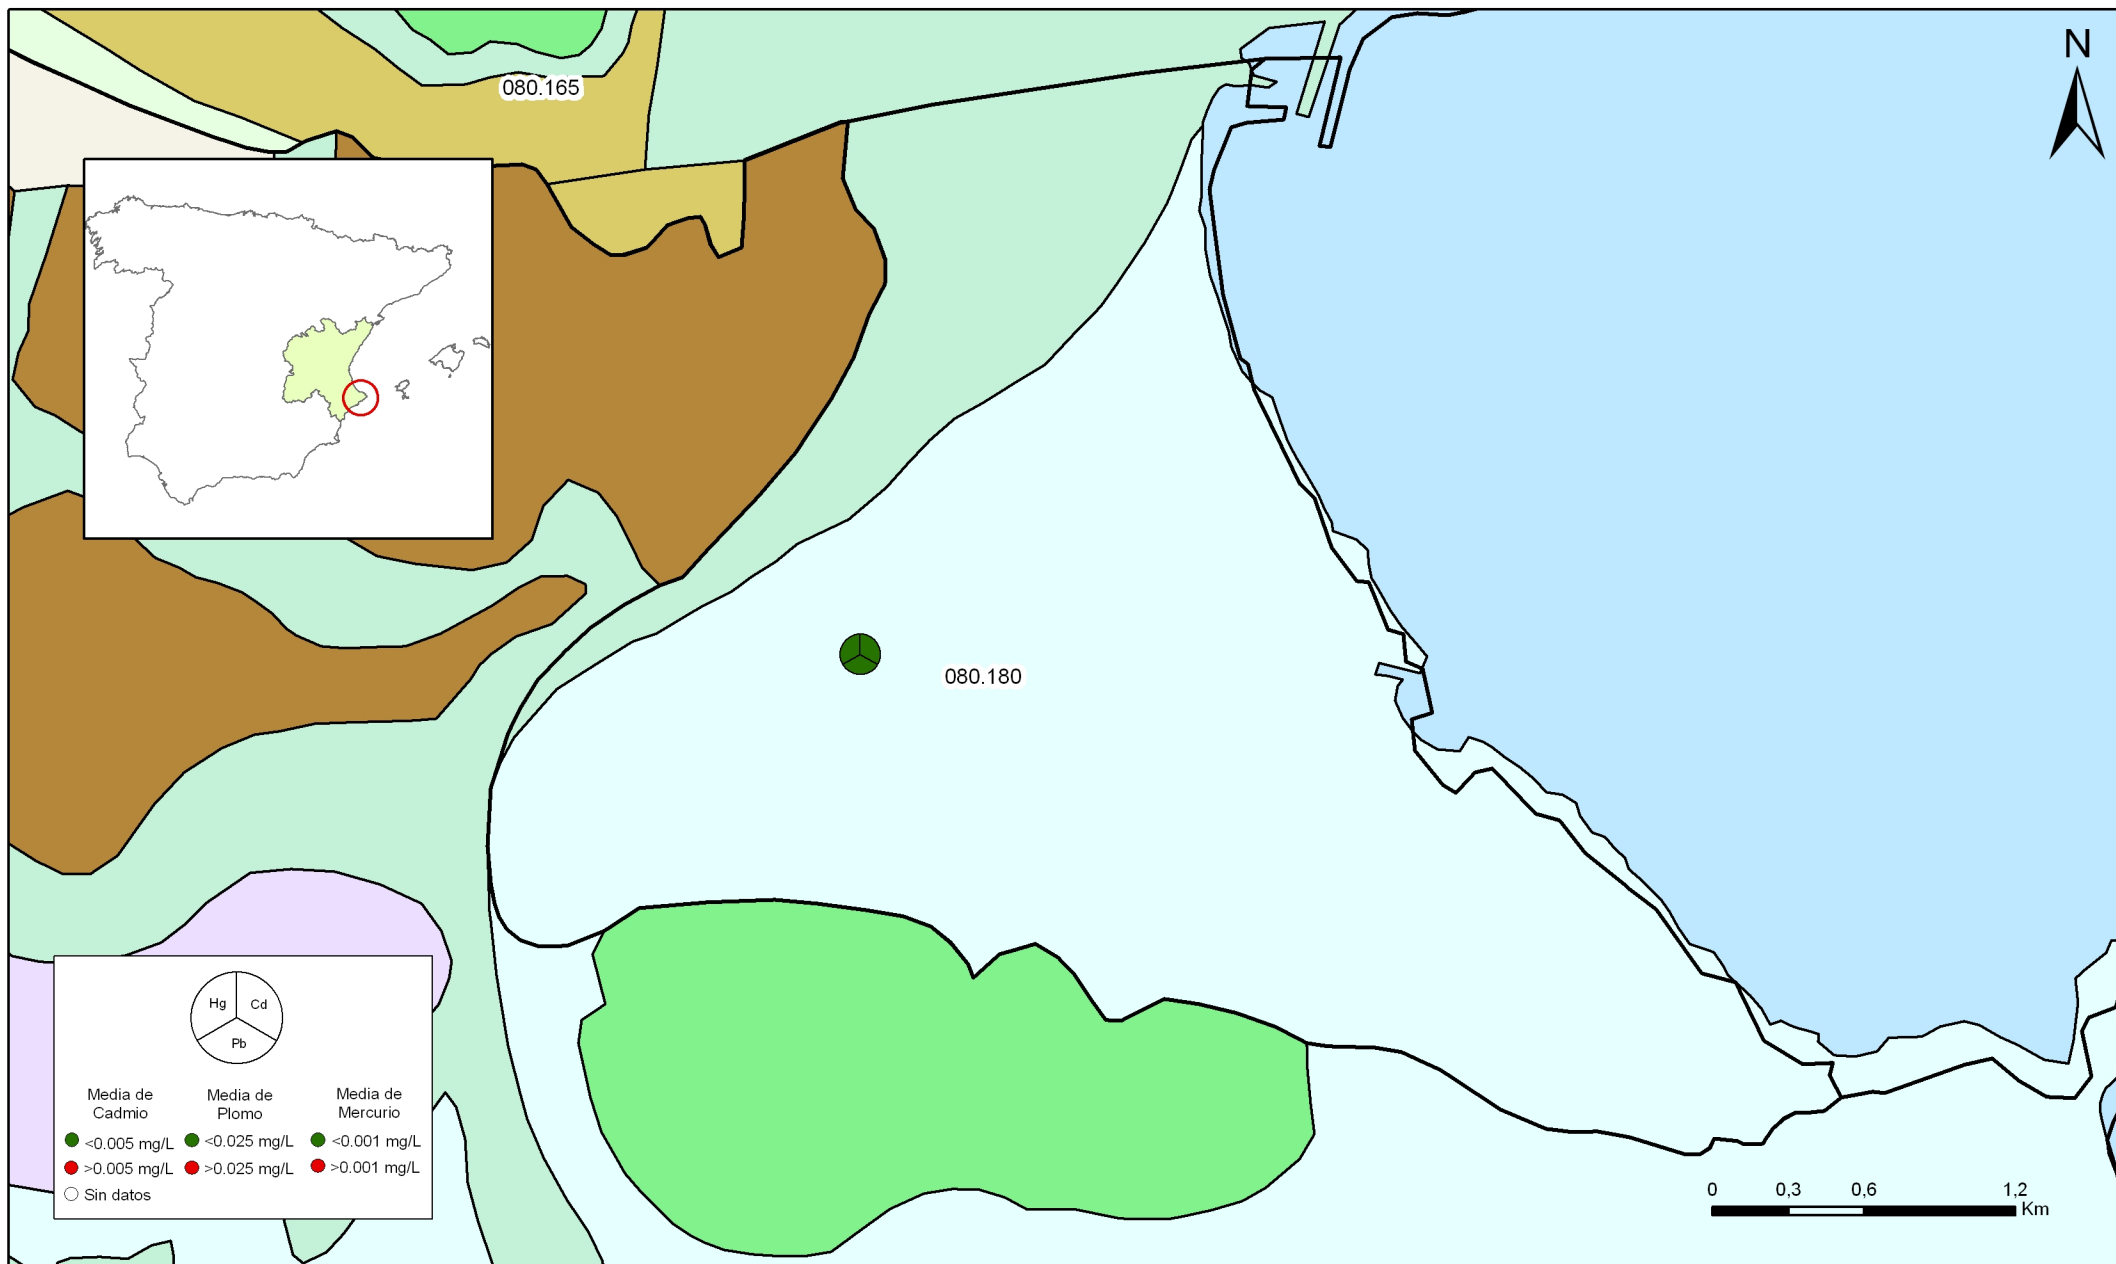 N
080.165
080.180
Hg
Cd
Pb
Media de
Cadmio
Media de
Plomo
Media de
Mercurio
<0.005 mg/L
<0.025 mg/L
<0.001 mg/L
>0.005 mg/L
>0.025 mg/L
>0.001 mg/L
Sin datos
0
0,3
0,6
1,2
Km